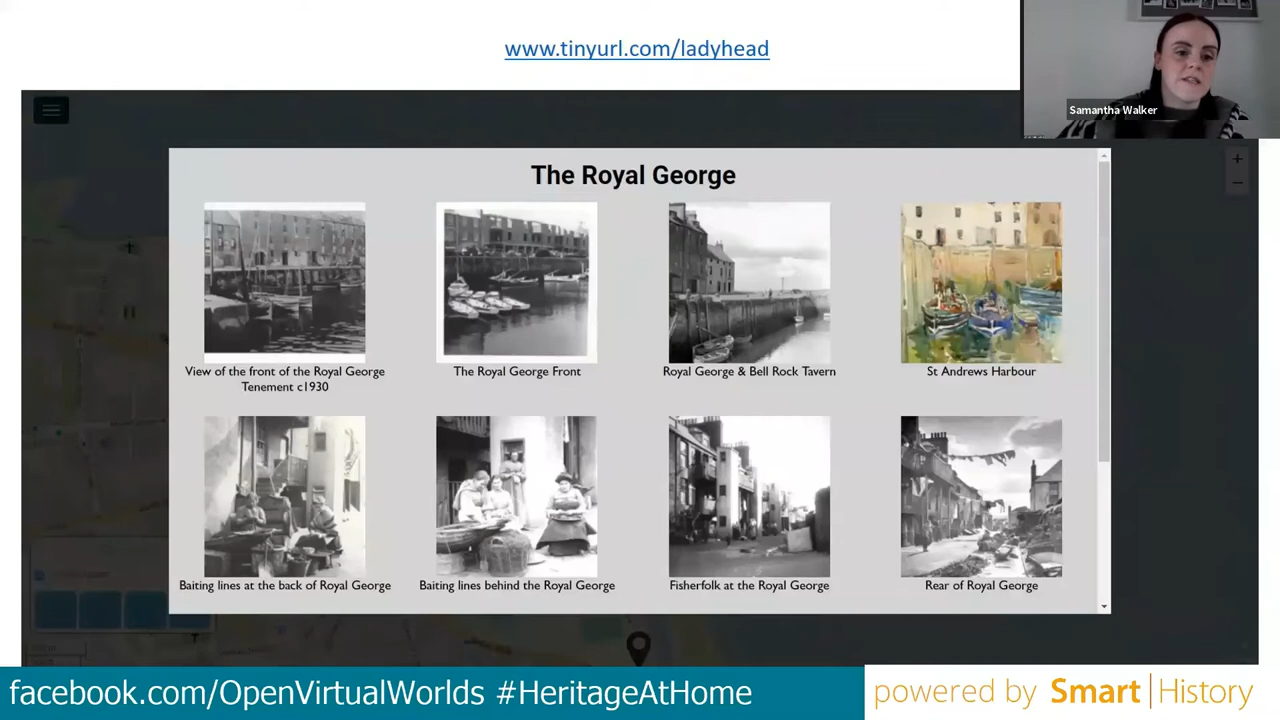 www.tinyurl.com/ladyhead
Samantha Walker
The Royal George
View of the front of the Royal George
Tenement c1930
The Royal George Front
Royal George & Bell Rock Tavern
St Andrews Harbour
Baiting lines at the back of Royal George
Baiting lines behind the Royal George
Fisherfolk at the Royal George
Rear of Royal George
facebook.com/OpenVirtualWorlds #HeritageAtHome
powered by Smart|History